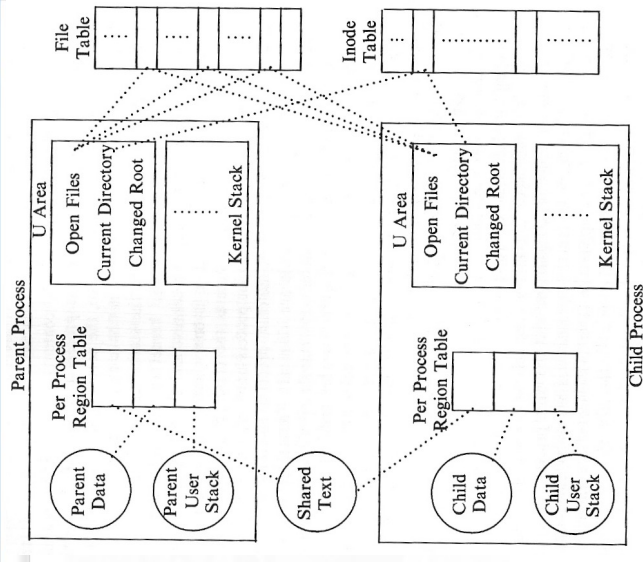 Parent Process
Per Process
Region Table
U Area
File
Table
Parent
Data
Open Files
Current Directory
Changed Root
Parent
User
Stack
Kernel Stack
Shared
Text
Inode
Table
Per Process
Region Table
U Area
Child
Data
Open Files
Current Directory
Changed Root
Child
User
Stack
Kernel Stack
Child Process